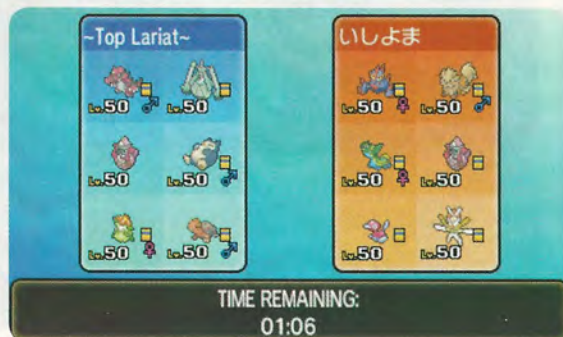 ~Top Lariat~
Lv.50 ♂ Lv.50
Lv.50 Lv.50 ♂
Lv.50 ♀ Lv.50 ♂
いしよま
Lv.50 ♀ Lv.50 ♂
Lv.50 ♀ Lv.50
Lv.50 Lv.50
TIME REMAINING:
01:06